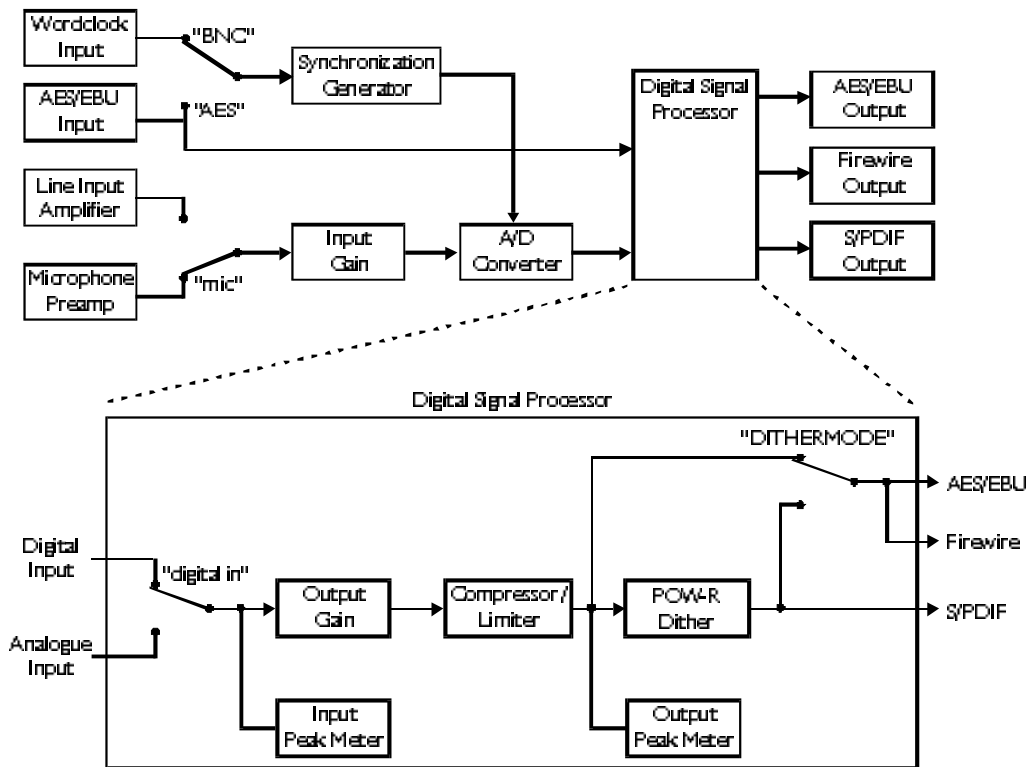 Wordclock
Input
"BNC"
Synchronization
Generator
Digital Signal
Processor
AES/EBU
Output
AES/EBU
Input
"AES"
Firewire
Output
Line Input
Amplifier
Input
Gain
A/D
Converter
S/PDIF
Output
Microphone
Preamp
"mic"
Digital Signal Processor
"DITHERMODE"
AES/EBU
Firewire
Digital
Input
"digital in"
Output
Gain
Compressor/
Limiter
POW-R
Dither
S/PDIF
Analogue
Input
Input
Peak Meter
Output
Peak Meter